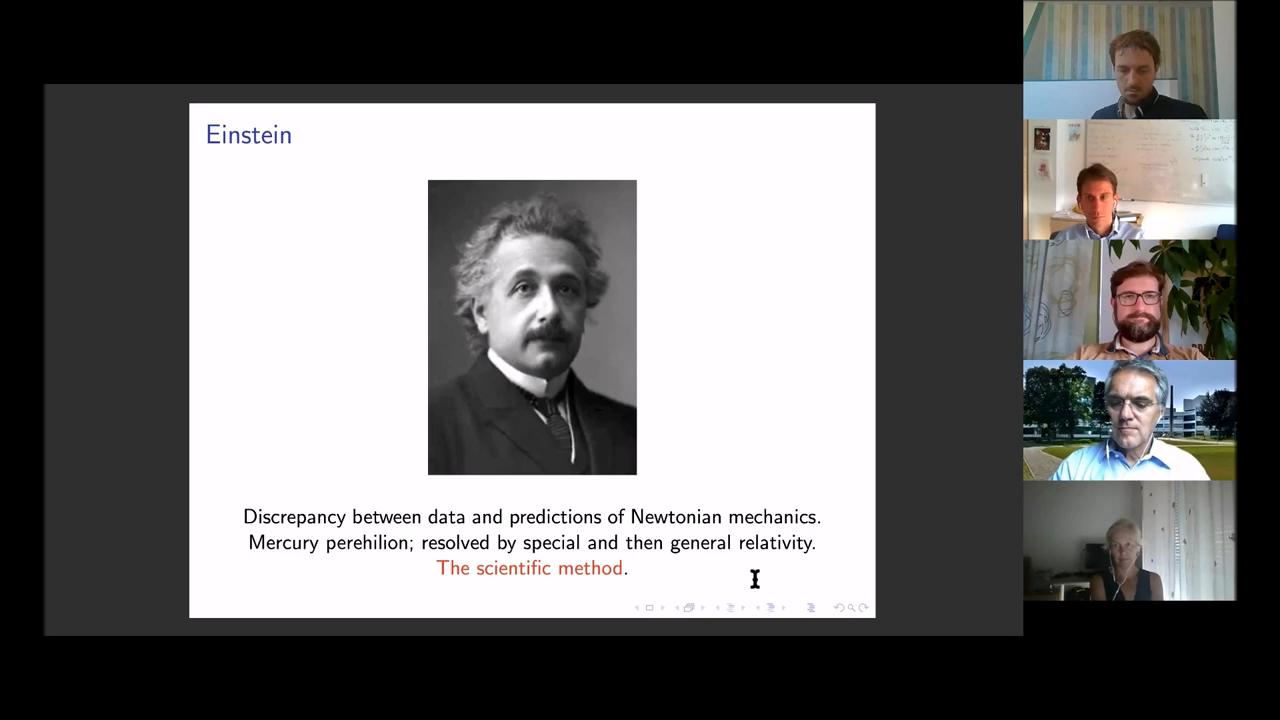 Einstein
Discrepancy between data and predictions of Newtonian mechanics.
Mercury perehilion; resolved by special and then general relativity.
The scientific method.